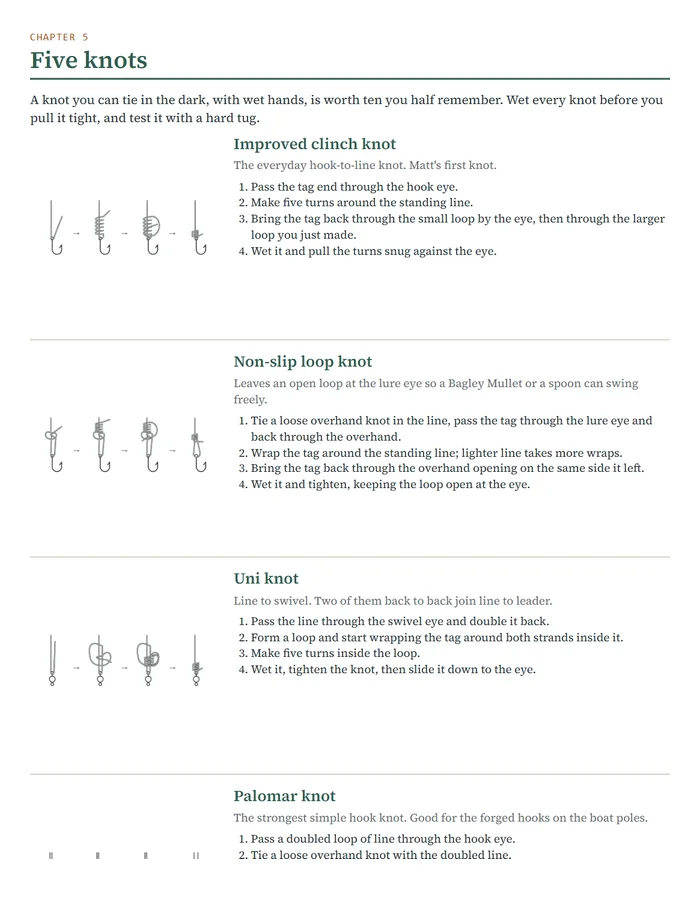 CHAPTER 5
Five knots
A knot you can tie in the dark, with wet hands, is worth ten you half remember. Wet every knot before you
pull it tight, and test it with a hard tug.
Improved clinch knot
The everyday hook-to-line knot. Matt's first knot.
1. Pass the tag end through the hook eye.
2. Make five turns around the standing line.
3. Bring the tag back through the small loop by the eye, then through the larger
loop you just made.
4. Wet it and pull the turns snug against the eye.
Non-slip loop knot
Leaves an open loop at the lure eye so a Bagley Mullet or a spoon can swing
freely.
1. Tie a loose overhand knot in the line, pass the tag through the lure eye and
back through the overhand.
2. Wrap the tag around the standing line; lighter line takes more wraps.
3. Bring the tag back through the overhand opening on the same side it left.
4. Wet it and tighten, keeping the loop open at the eye.
Uni knot
Line to swivel. Two of them back to back join line to leader.
1. Pass the line through the swivel eye and double it back.
2. Form a loop and start wrapping the tag around both strands inside it.
3. Make five turns inside the loop.
4. Wet it, tighten the knot, then slide it down to the eye.
Palomar knot
The strongest simple hook knot. Good for the forged hooks on the boat poles.
1. Pass a doubled loop of line through the hook eye.
2. Tie a loose overhand knot with the doubled line.